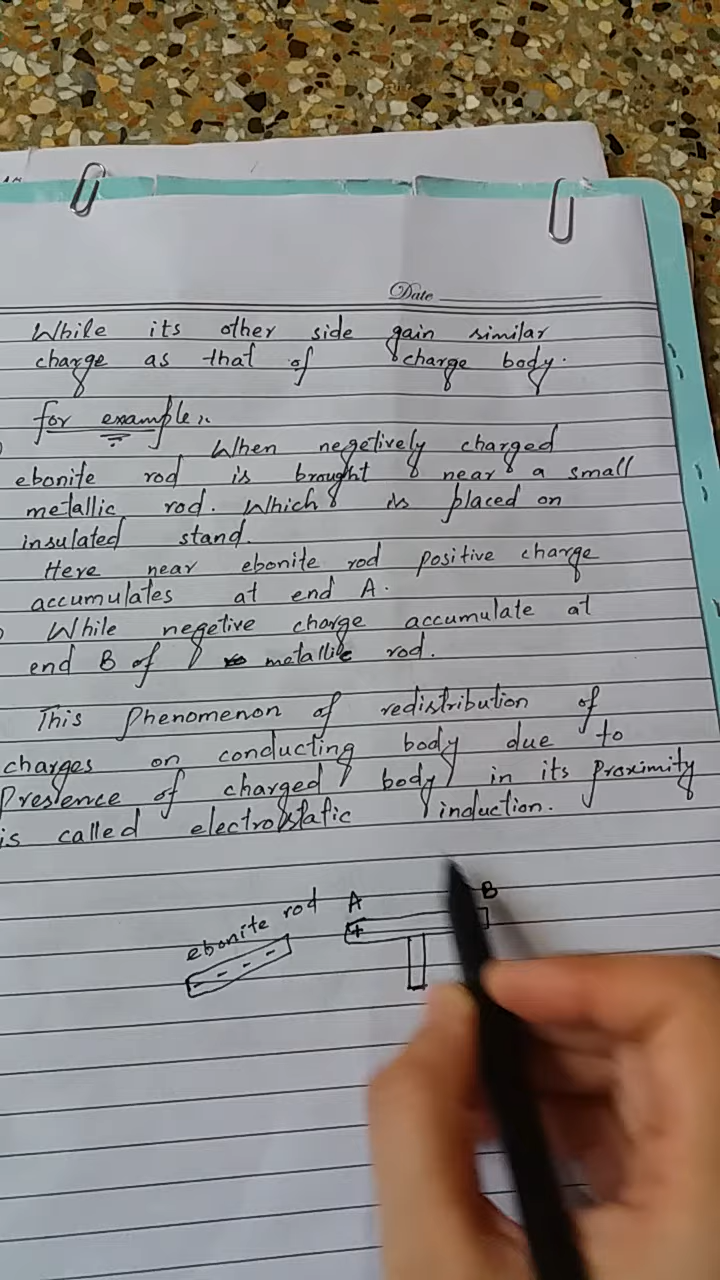 Date
While its other side gain similar
charge as that of charge body.
for example:.
When negetively charged
ebonite rod is brought near a small
metallic rod. Which is placed on
insulated stand.
Here near ebonite rod positive charge
accumulates at end A.
While negetive charge accumulate at
end B of metallic rod.
This Phenomenon of redistribution of
charges on conducting body due to
Presence of charged body in its Proximity
is called electrostatic induction.
ebonite rod A B
- - - - +